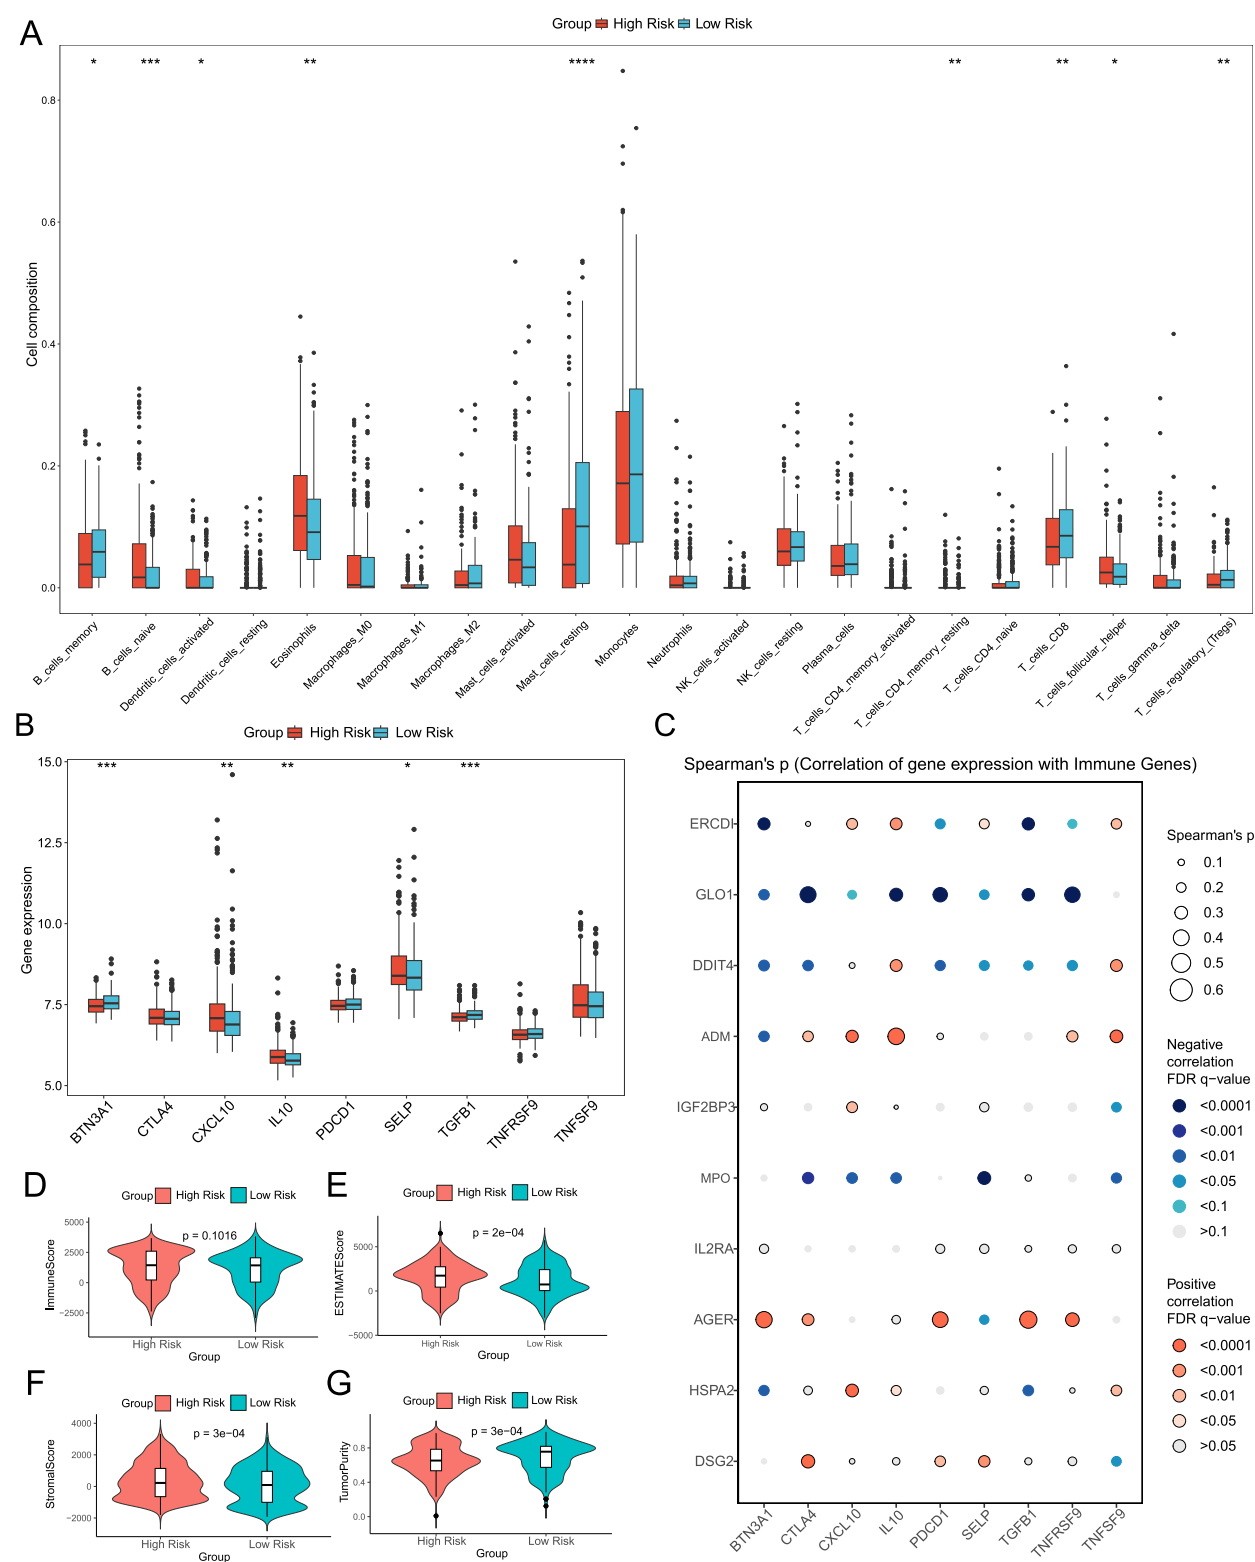 A
Group High Risk Low Risk
* *** * ** **** ** ** * **
Cell composition
0.8
0.6
0.4
0.2
0.0
B_cells_memory
B_cells_naive
Dendritic_cells_activated
Dendritic_cells_resting
Eosinophils
Macrophages_M0
Macrophages_M1
Macrophages_M2
Mast_cells_activated
Mast_cells_resting
Monocytes
Neutrophils
NK_cells_activated
NK_cells_resting
Plasma_cells
T_cells_CD4_memory_activated
T_cells_CD4_memory_resting
T_cells_CD4_naive
T_cells_CD8
T_cells_follicular_helper
T_cells_gamma_delta
T_cells_regulatory_(Tregs)
B
Group High Risk Low Risk
*** ** ** * ***
Gene expression
15.0
12.5
10.0
7.5
5.0
BTN3A1
CTLA4
CXCL10
IL10
PDCD1
SELP
TGFB1
TNFRSF9
TNFSF9
C
Spearman's p (Correlation of gene expression with Immune Genes)
ERCDI
GLO1
DDIT4
ADM
IGF2BP3
MPO
IL2RA
AGER
HSPA2
DSG2
BTN3A1
CTLA4
CXCL10
IL10
PDCD1
SELP
TGFB1
TNFRSF9
TNFSF9
Spearman's p
0.1
0.2
0.3
0.4
0.5
0.6
Negative
correlation
FDR q−value
<0.0001
<0.001
<0.01
<0.05
<0.1
>0.1
Positive
correlation
FDR q−value
<0.0001
<0.001
<0.01
<0.05
>0.05
D
Group High Risk Low Risk
p = 0.1016
ImmuneScore
5000
2500
0
−2500
High Risk Low Risk
Group
E
Group High Risk Low Risk
p = 2e−04
ESTIMATEScore
5000
0
−5000
High Risk Low Risk
Group
F
Group High Risk Low Risk
p = 3e−04
StromalScore
4000
2000
0
−2000
High Risk Low Risk
Group
G
Group High Risk Low Risk
p = 3e−04
TumorPurity
0.8
0.4
0.0
High Risk Low Risk
Group